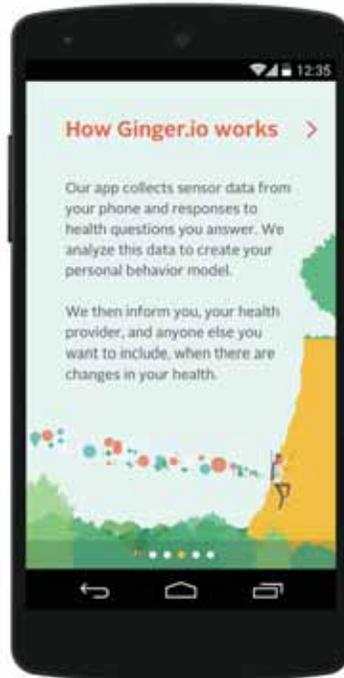 12:35
How Ginger.io works
Our app collects sensor data from
your phone and responses to
health questions you answer. We
analyze this data to create your
personal behavior model.
We then inform you, your health
provider, and anyone else you
want to include, when there are
changes in your health.